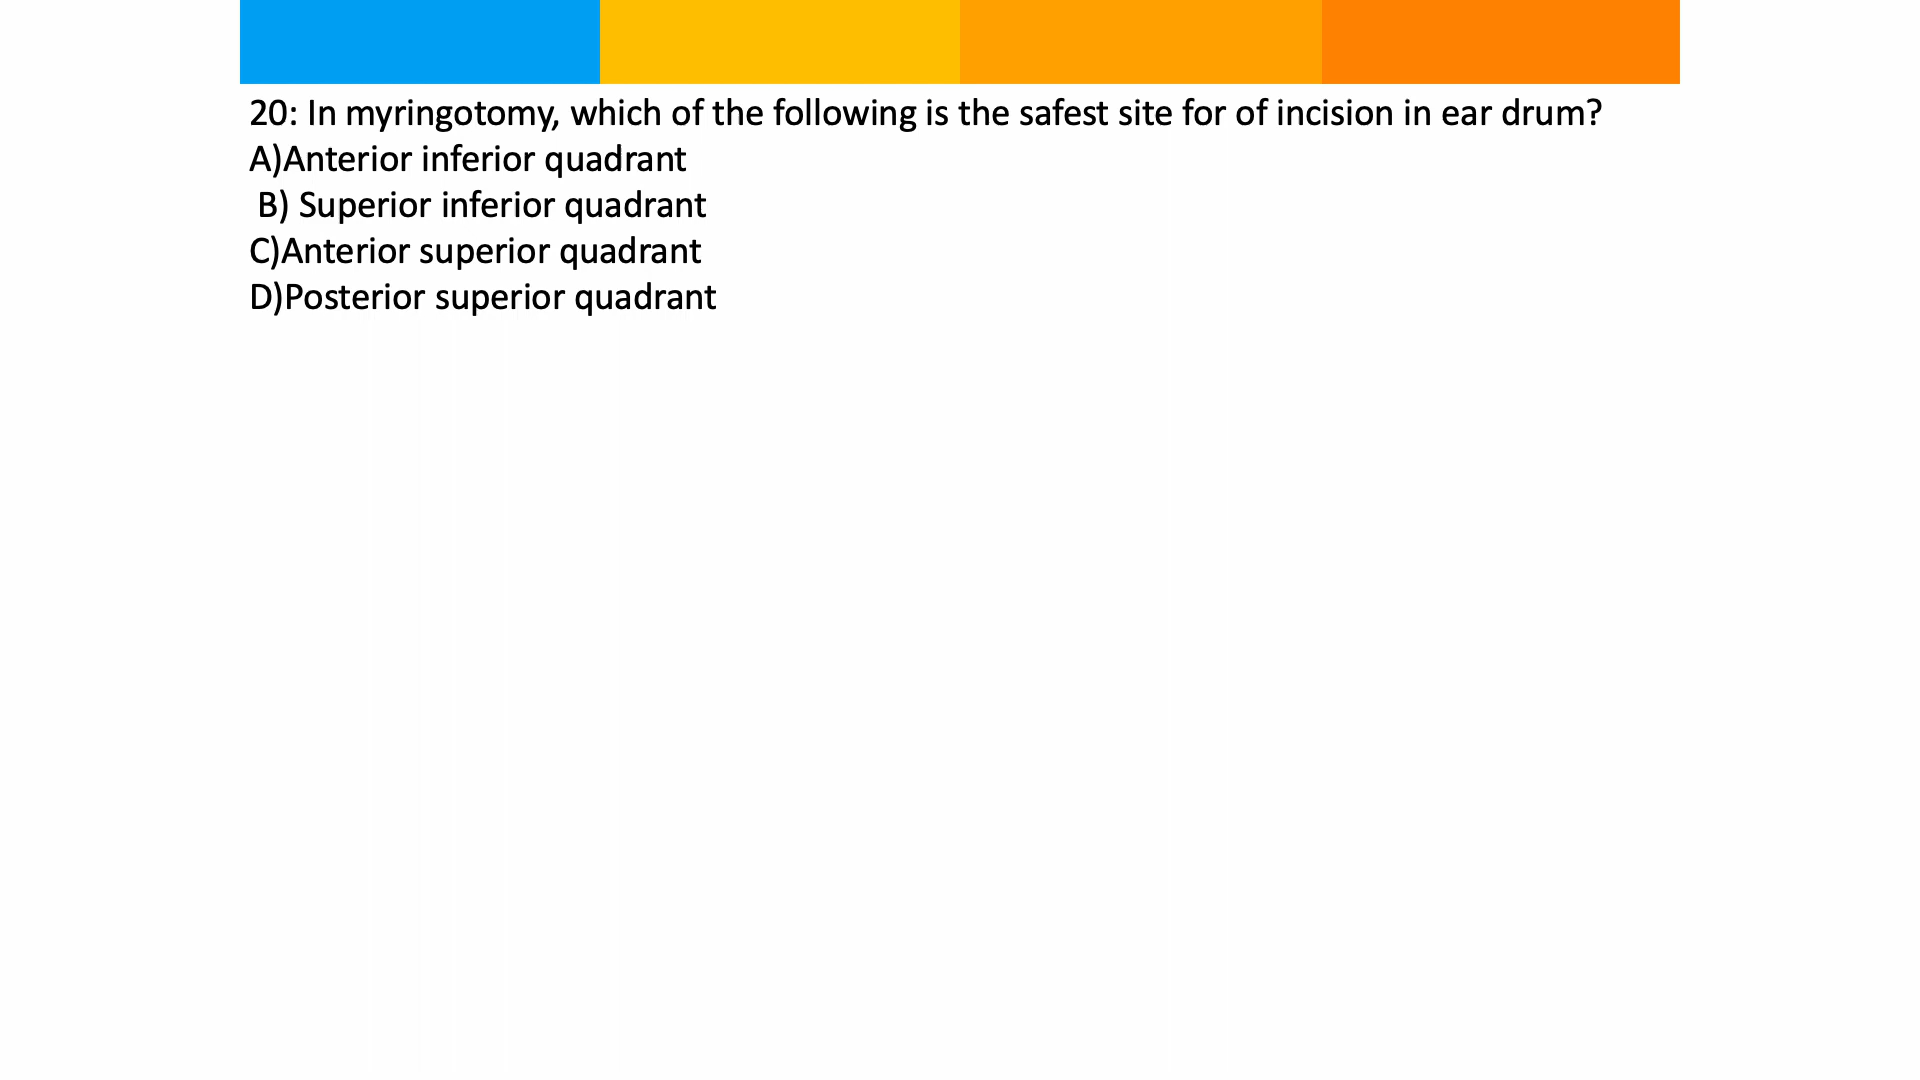 20: In myringotomy, which of the following is the safest site for of incision in ear drum?
A)Anterior inferior quadrant
B) Superior inferior quadrant
C)Anterior superior quadrant
D)Posterior superior quadrant